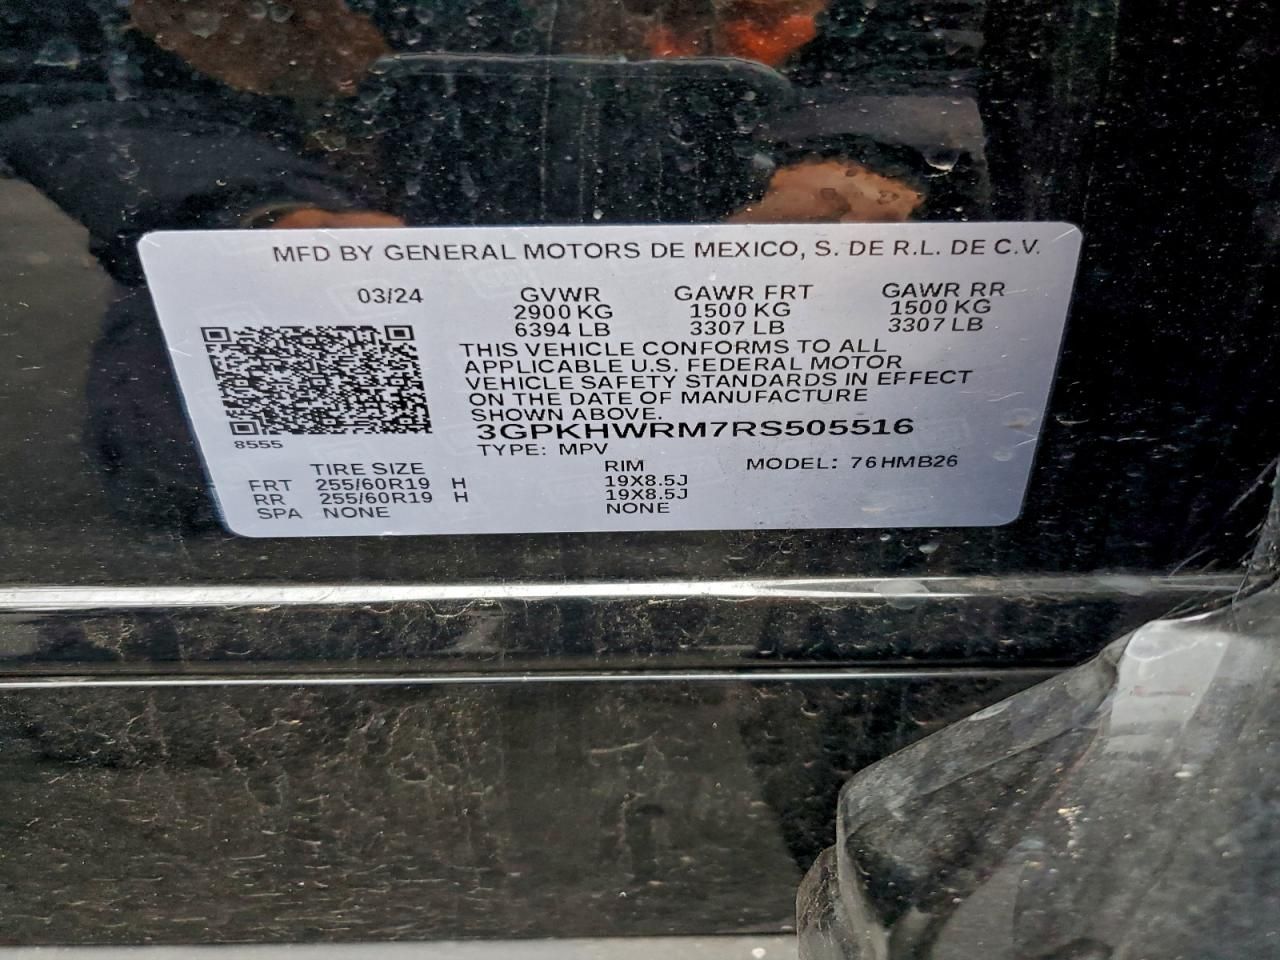 MFD BY GENERAL MOTORS DE MEXICO, S. DE R.L. DE C.V.
03/24 GVWR GAWR FRT GAWR RR
2900 KG 1500 KG 1500 KG
6394 LB 3307 LB 3307 LB
THIS VEHICLE CONFORMS TO ALL
APPLICABLE U.S. FEDERAL MOTOR
VEHICLE SAFETY STANDARDS IN EFFECT
ON THE DATE OF MANUFACTURE
SHOWN ABOVE.
3GPKHWRM7RS505516
8555 TYPE: MPV
TIRE SIZE RIM MODEL: 76HMB26
FRT 255/60R19 H 19X8.5J
RR 255/60R19 H 19X8.5J
SPA NONE NONE